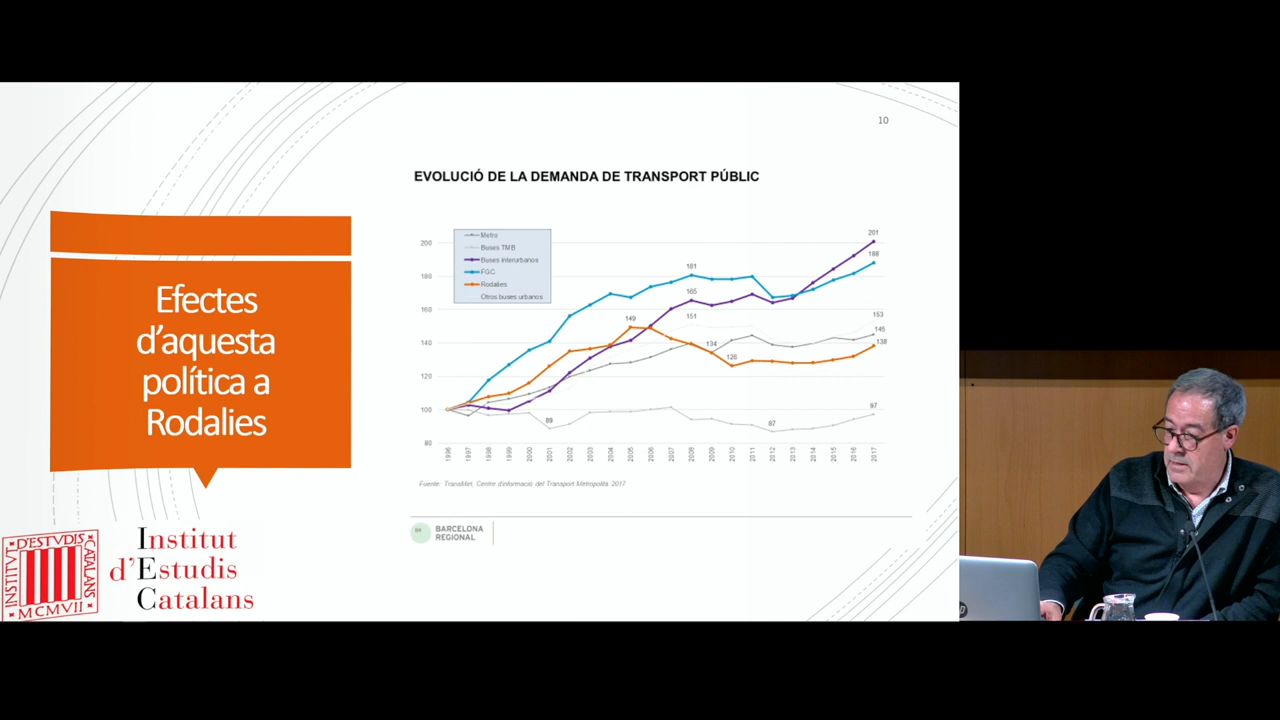 10
EVOLUCIÓ DE LA DEMANDA DE TRANSPORT PÚBLIC
Efectes
d'aquesta
política a
Rodalies
Metro
Buses TMB
Buses interurbanos
FGC
Rodalies
Otros buses urbanos
200
180
160
140
120
100
80
201
188
181
165
151
149
134
126
153
145
138
89
87
97
1996
1997
1998
1999
2000
2001
2002
2003
2004
2005
2006
2007
2008
2009
2010
2011
2012
2013
2014
2015
2016
2017
Fuente: TransMet, Centre d'informació del Transport Metropolità 2017
BR
BARCELONA
REGIONAL
INSTITVT D'ESTVDIS CATALANS
MCMVII
Institut
d'Estudis
Catalans